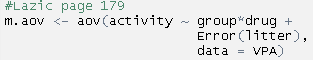 #Lazic page 179
m.aov <- aov(activity ~ group*drug +
Error(litter),
data = VPA)